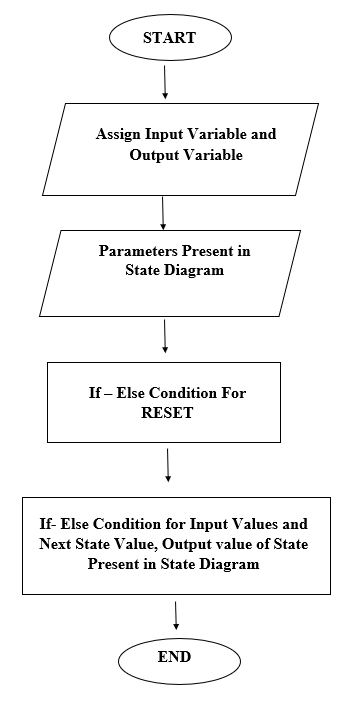 START
Assign Input Variable and
Output Variable
Parameters Present in
State Diagram
If – Else Condition For
RESET
If- Else Condition for Input Values and
Next State Value, Output value of State
Present in State Diagram
END